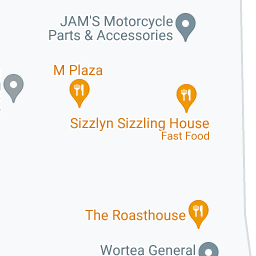 JAM'S Motorcycle
Parts & Accessories
M Plaza
Sizzlyn Sizzling House
Fast Food
The Roasthouse
Wortea General